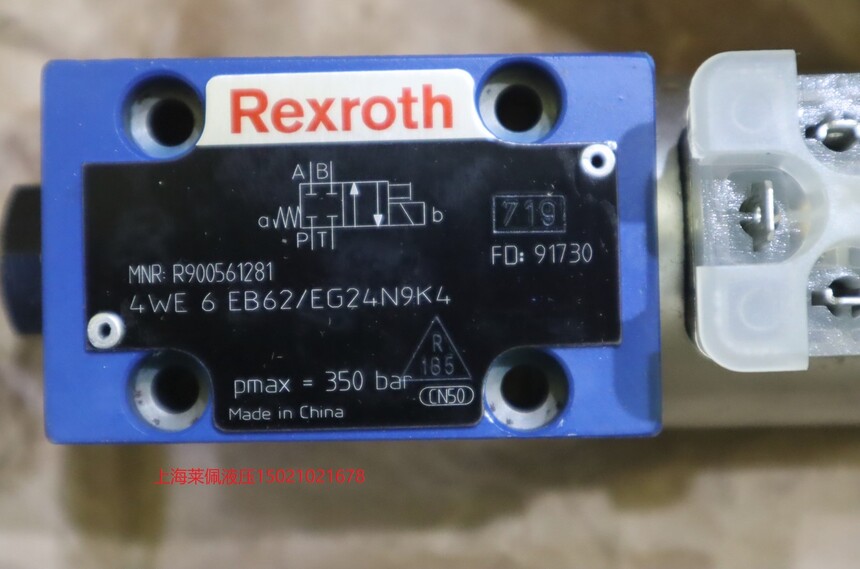 Rexroth
A B
a b
P T
719
FD: 91730
MNR: R900561281
4WE 6 EB62/EG24N9K4
R
165
pmax = 350 bar
CN50
Made in China
上海莱佩液压15021621678